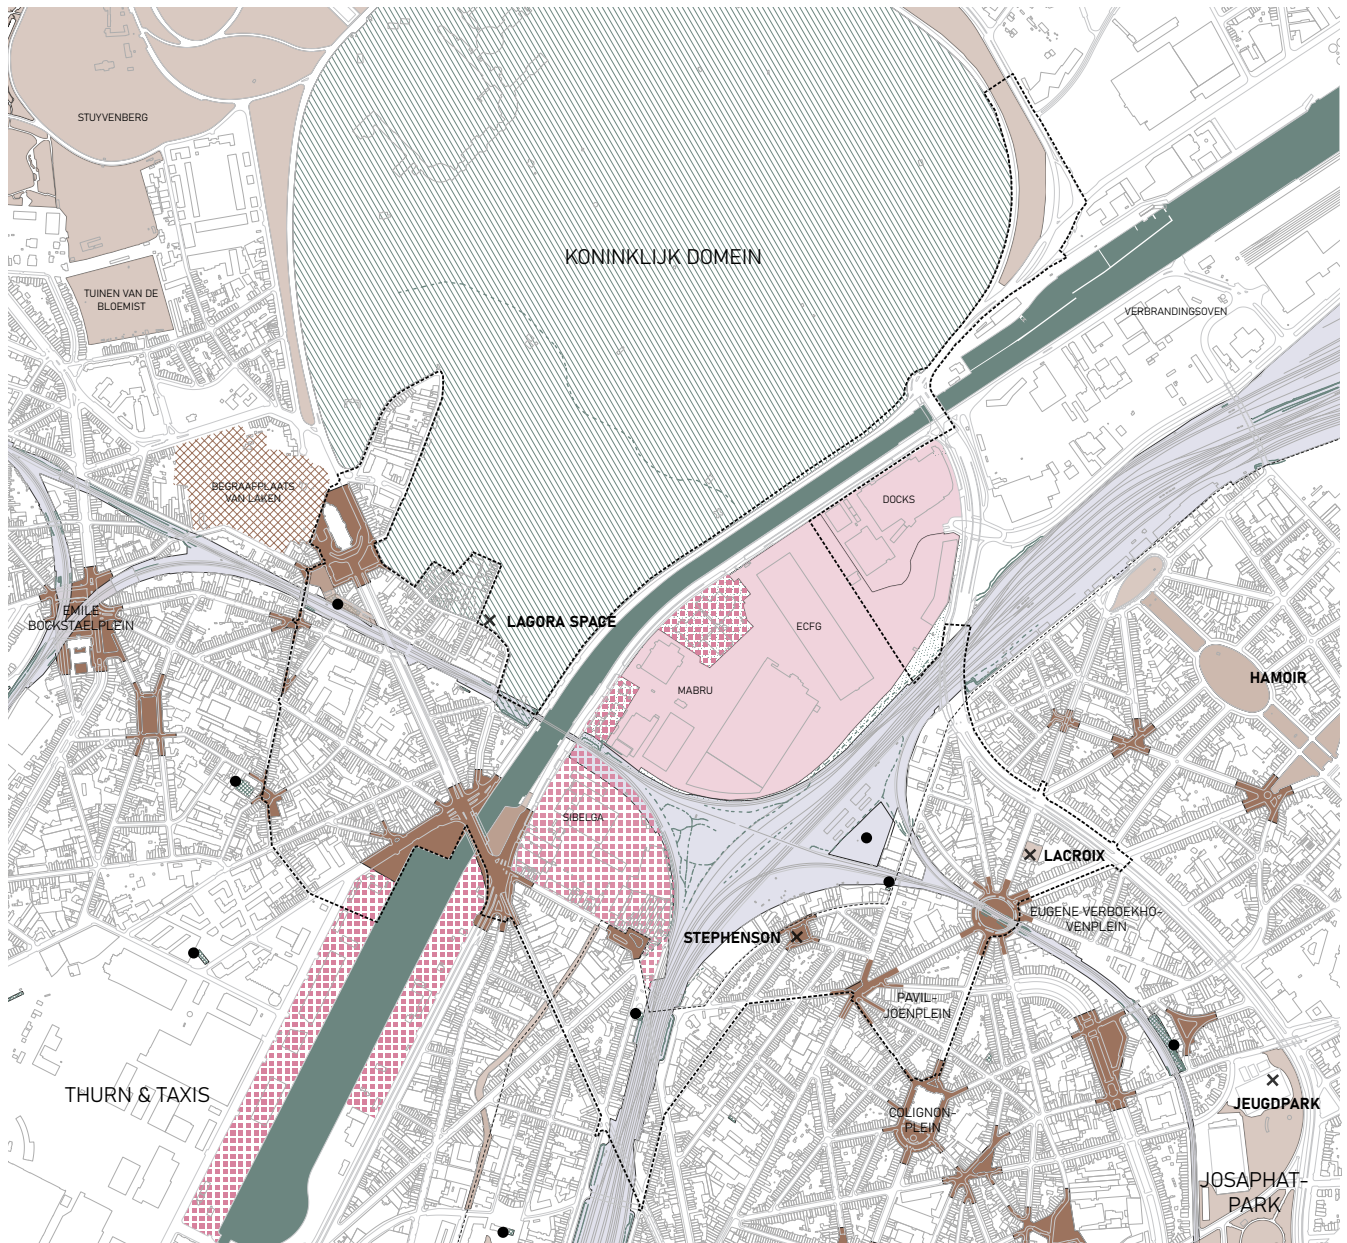 STUYVENBERG
KONINKLIJK DOMEIN
TUINEN VAN DE
BLOEMIST
VERBRANDINGSOVEN
BEGRAAFPLAATS
VAN LAKEN
DOCKS
EMILE
BOCKSTAELPLEIN
LAGORA SPACE
ECFG
HAMOIR
MABRU
SIBELGA
LACROIX
EUGENE VERBOEKHO-
VENPLEIN
STEPHENSON
PAVIL-
JOENPLEIN
THURN & TAXIS
JEUGDPARK
COLIGNON-
PLEIN
JOSAPHAT-
PARK